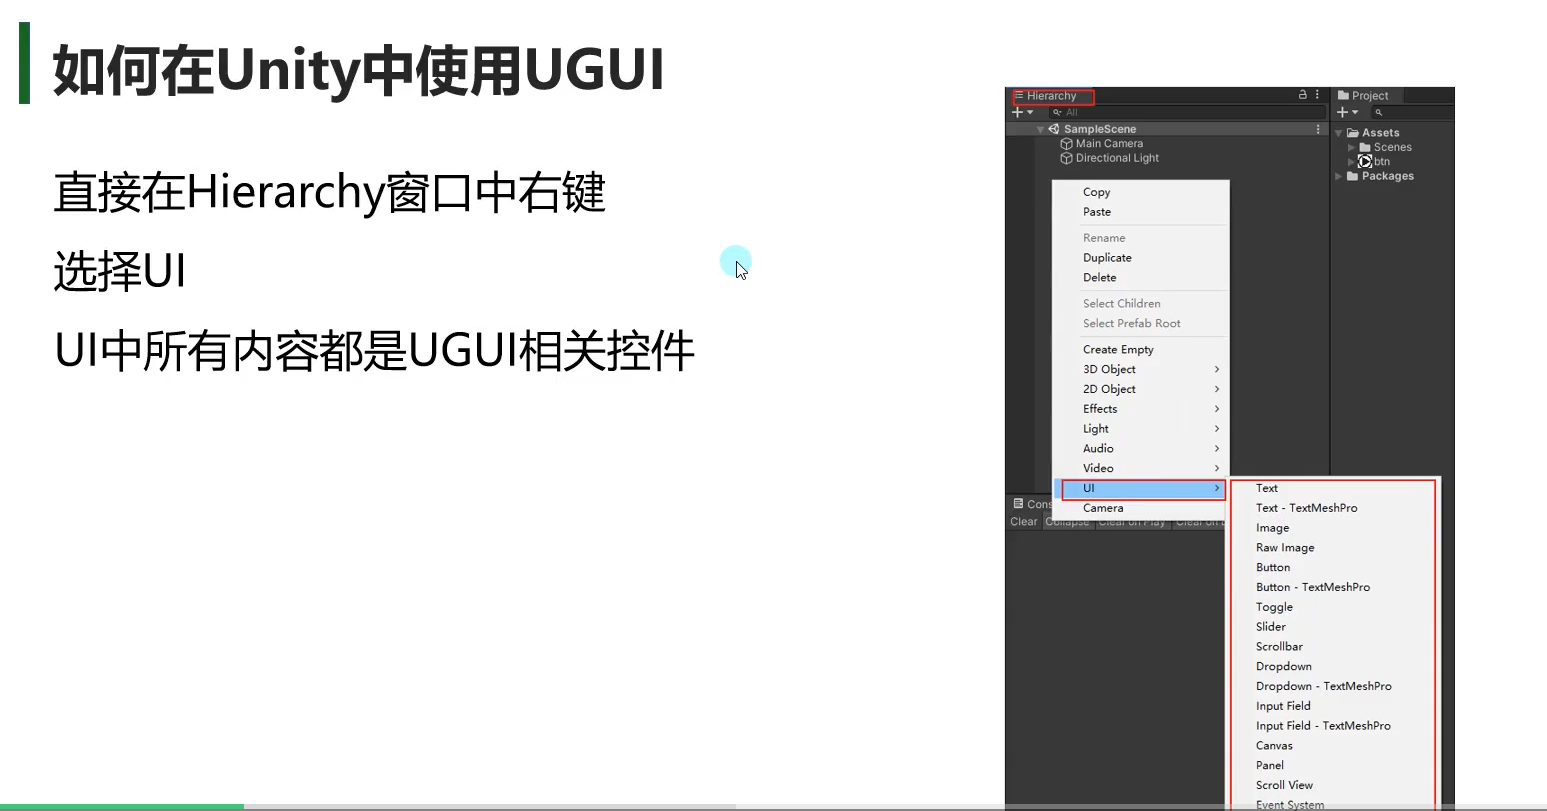 如何在Unity中使用UGUI
直接在Hierarchy窗口中右键
选择UI
UI中所有内容都是UGUI相关控件
Hierarchy
All
SampleScene
Main Camera
Directional Light
Project
Assets
Scenes
btn
Packages
Copy
Paste
Rename
Duplicate
Delete
Select Children
Select Prefab Root
Create Empty
3D Object
2D Object
Effects
Light
Audio
Video
UI
Camera
Cons
Clear
Collapse
Clear on Play
Text
Text - TextMeshPro
Image
Raw Image
Button
Button - TextMeshPro
Toggle
Slider
Scrollbar
Dropdown
Dropdown - TextMeshPro
Input Field
Input Field - TextMeshPro
Canvas
Panel
Scroll View
Event System